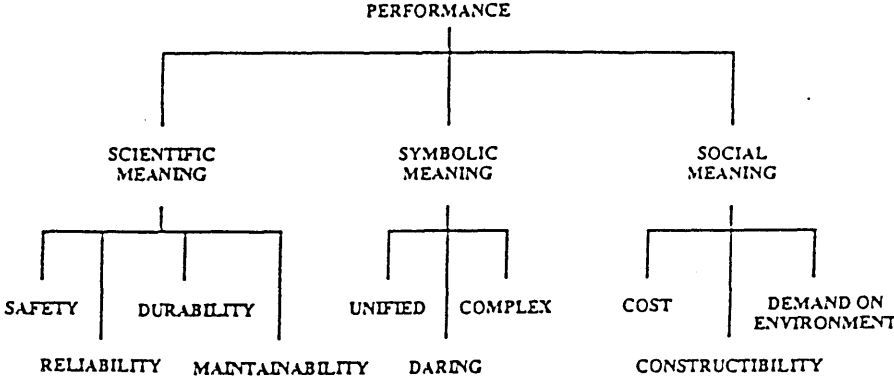 PERFORMANCE
SCIENTIFIC
MEANING
SYMBOLIC
MEANING
SOCIAL
MEANING
SAFETY
DURABILITY
UNIFIED
COMPLEX
COST
DEMAND ON
ENVIRONMENT
RELIABILITY
MAINTAINABILITY
DARING
CONSTRUCTIBILITY